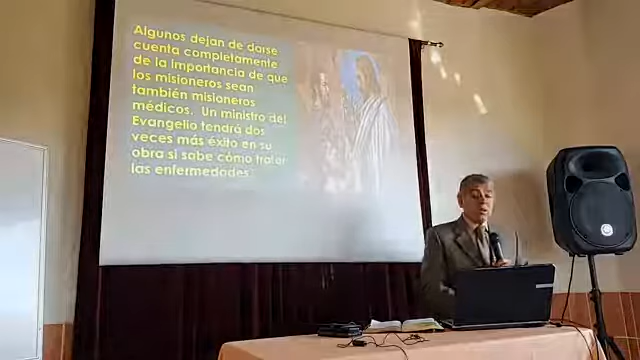 Algunos dejan de darse
cuenta completamente
de la importancia de que
los misioneros sean
también misioneros
médicos. Un ministro del
Evangelio tendrá dos
veces más éxito en su
obra si sabe cómo tratar
las enfermedades.